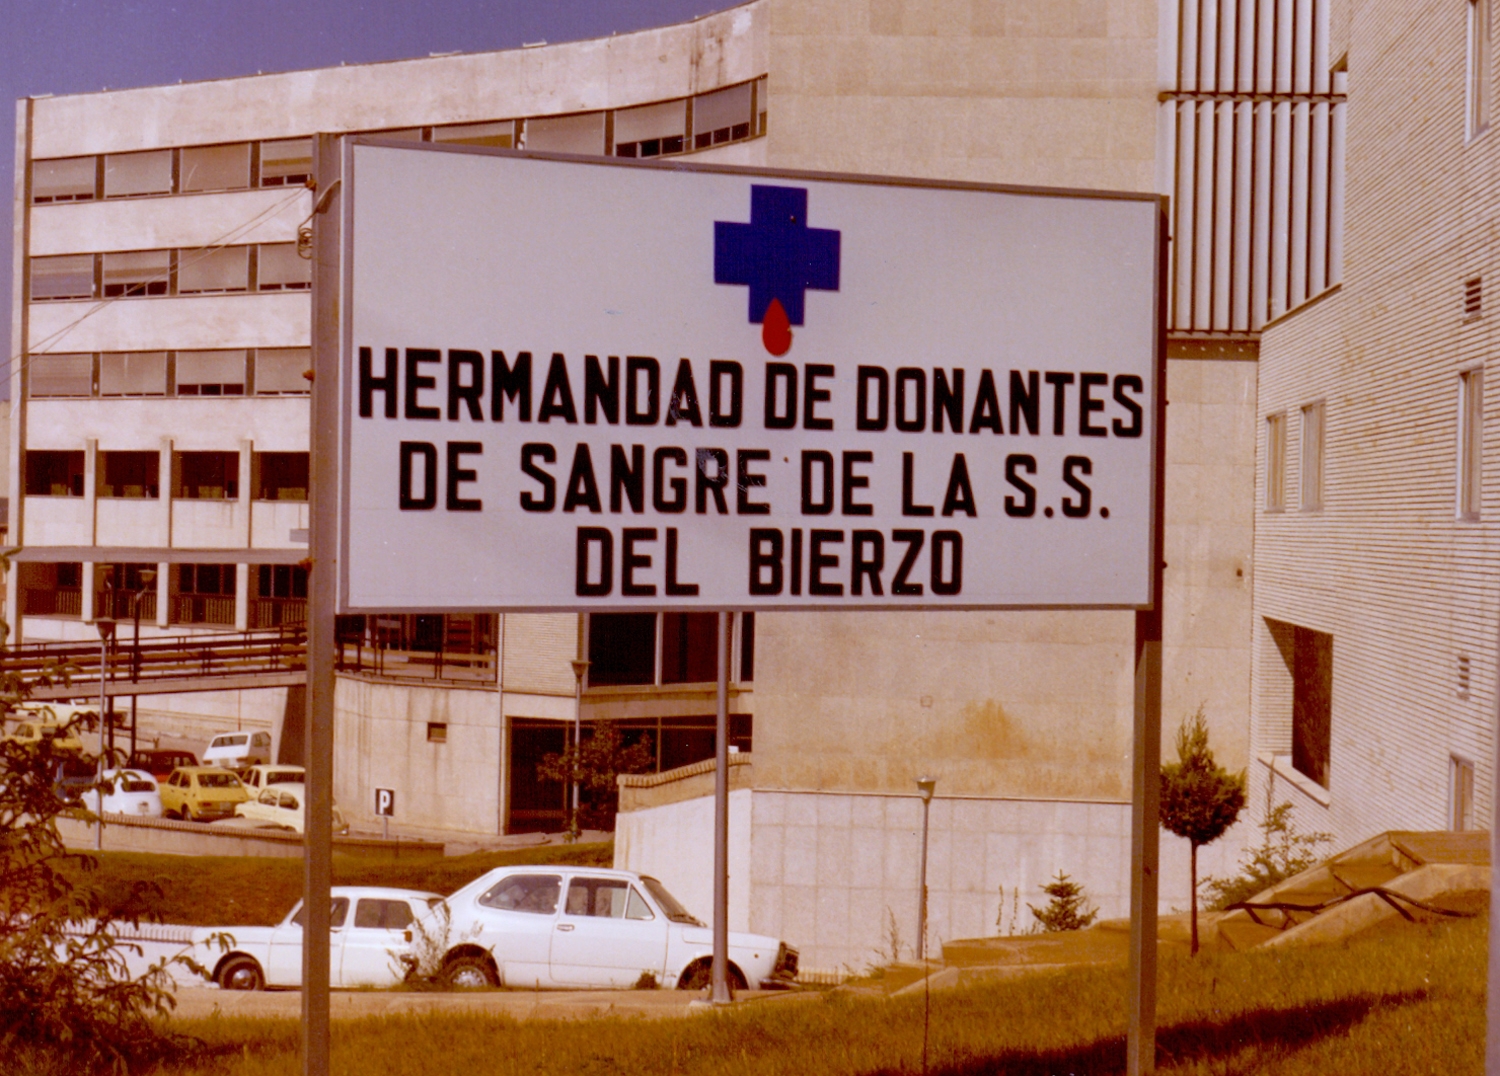 HERMANDAD DE DONANTES
DE SANGRE DE LA S.S.
DEL BIERZO
P